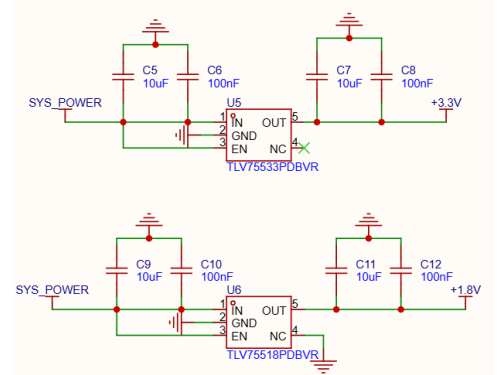 C5 C6 C7 C8
10uF 100nF 10uF 100nF
SYS_POWER U5 +3.3V
1 IN OUT 5
2 GND
3 EN NC 4
TLV75533PDBVR
C9 C10 C11 C12
10uF 100nF 10uF 100nF
SYS_POWER U6 +1.8V
1 IN OUT 5
2 GND
3 EN NC 4
TLV75518PDBVR